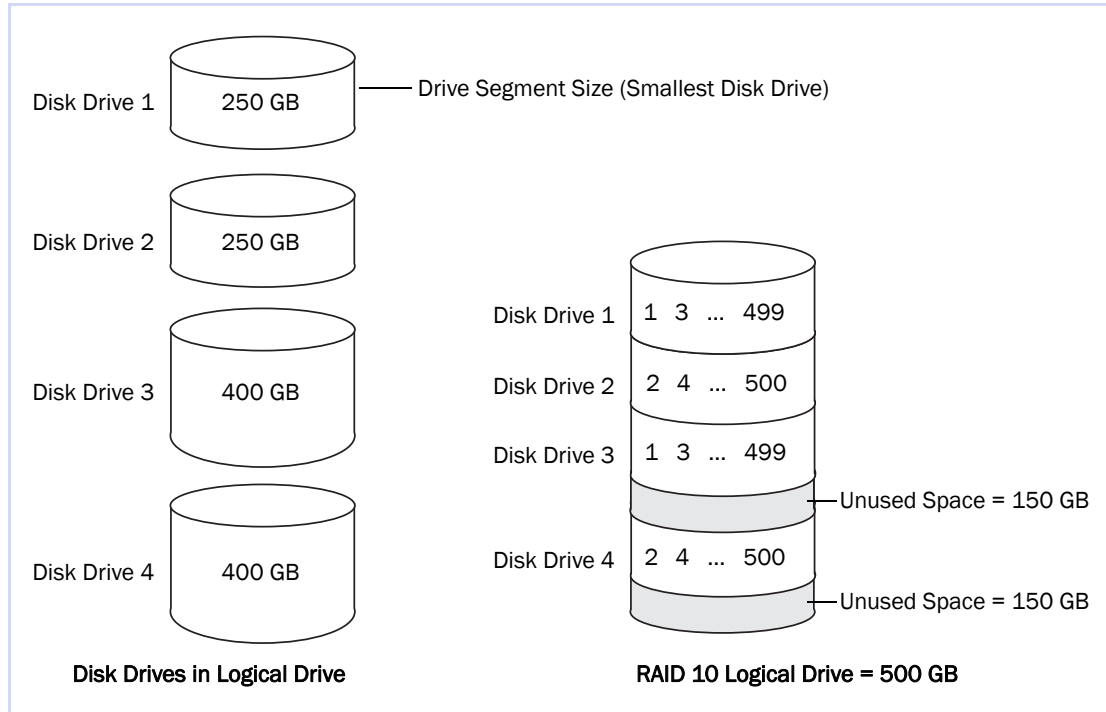 Disk Drive 1
250 GB
Drive Segment Size (Smallest Disk Drive)
Disk Drive 2
250 GB
Disk Drive 3
400 GB
Disk Drive 4
400 GB
Disk Drives in Logical Drive
Disk Drive 1
1 3 ... 499
Disk Drive 2
2 4 ... 500
Disk Drive 3
1 3 ... 499
Unused Space = 150 GB
Disk Drive 4
2 4 ... 500
Unused Space = 150 GB
RAID 10 Logical Drive = 500 GB